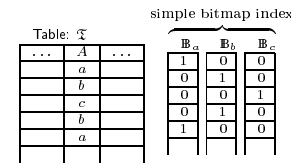 simple bitmap index
Table: 𝔗
𝔹a 𝔹b 𝔹c
... A ...
a 1 0 0
b 0 1 0
c 0 0 1
b 0 1 0
a 1 0 0